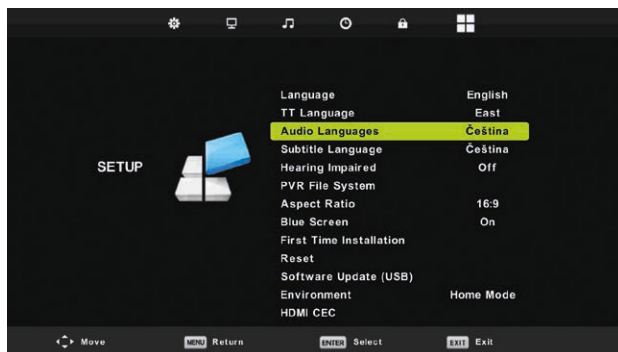 Language English
TT Language East
Audio Languages Čeština
Subtitle Language Čeština
SETUP
Hearing Impaired Off
PVR File System
Aspect Ratio 16:9
Blue Screen On
First Time Installation
Reset
Software Update (USB)
Environment Home Mode
HDMI CEC
Move MENU Return ENTER Select EXIT Exit